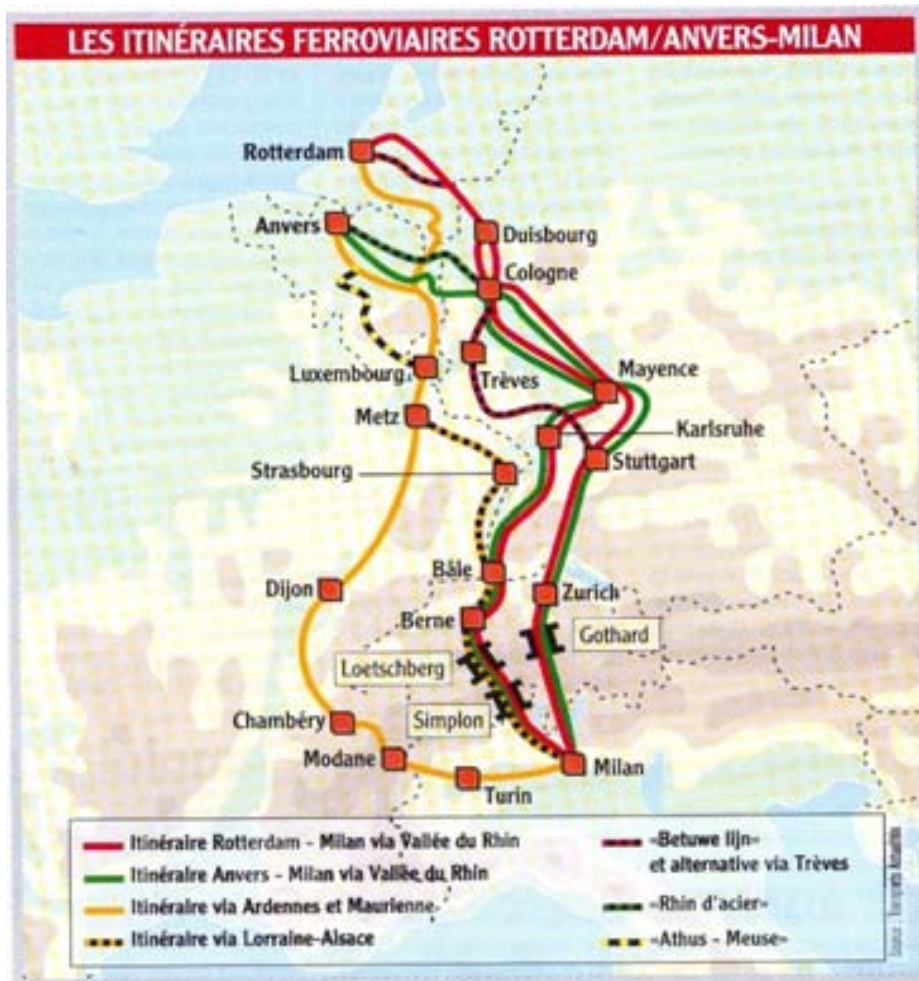 LES ITINÉRAIRES FERROVIAIRES ROTTERDAM/ANVERS-MILAN
Rotterdam
Anvers
Duisbourg
Cologne
Luxembourg
Trèves
Mayence
Metz
Karlsruhe
Strasbourg
Stuttgart
Bâle
Dijon
Zurich
Berne
Gothard
Loetschberg
Chambéry
Simplon
Modane
Milan
Turin
Itinéraire Rotterdam - Milan via Vallée du Rhin
Itinéraire Anvers - Milan via Vallée du Rhin
Itinéraire via Ardennes et Maurienne
Itinéraire via Lorraine-Alsace
«Betuwe lijn»
et alternative via Trèves
«Rhin d'acier»
«Athus - Meuse»
Source : Transports Actualités